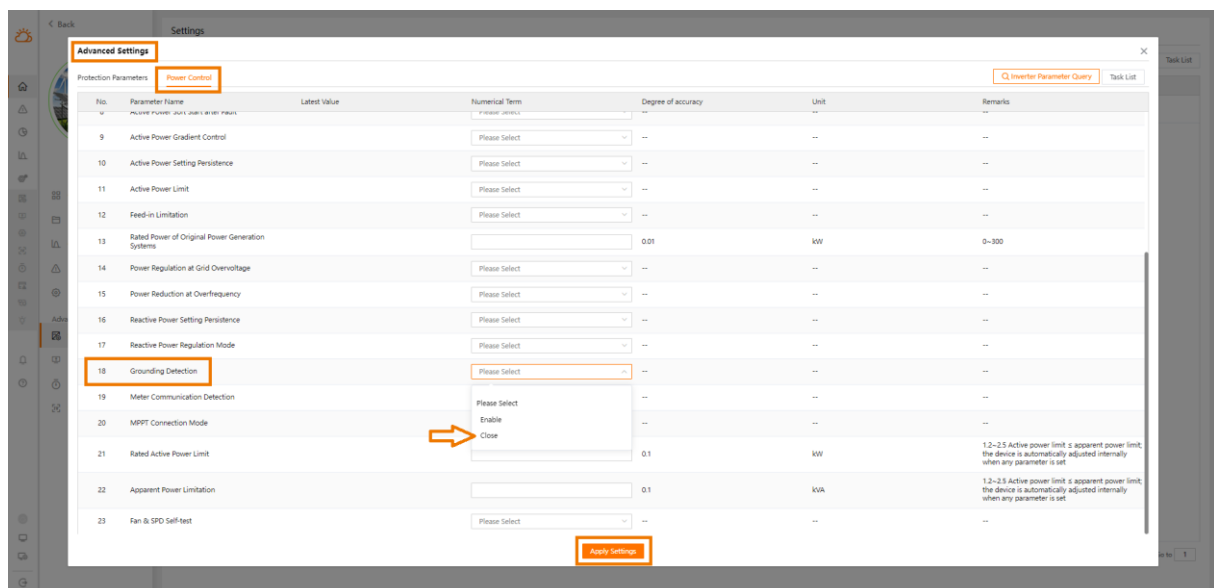 < Back
Settings
Advanced Settings
Task List
Protection Parameters Power Control
Inverter Parameter Query Task List
No. Parameter Name Latest Value Numerical Term Degree of accuracy Unit Remarks
8 Active Power Soft Start after Fault Please Select -- -- --
9 Active Power Gradient Control Please Select -- -- --
10 Active Power Setting Persistence Please Select -- -- --
11 Active Power Limit Please Select -- -- --
12 Feed-in Limitation Please Select -- -- --
13 Rated Power of Original Power Generation 0.01 kW 0~300
Systems
14 Power Regulation at Grid Overvoltage Please Select -- -- --
15 Power Reduction at Overfrequency Please Select -- -- --
16 Reactive Power Setting Persistence Please Select -- -- --
17 Reactive Power Regulation Mode Please Select -- -- --
18 Grounding Detection Please Select -- -- --
19 Meter Communication Detection -- -- --
Please Select
20 MPPT Connection Mode -- -- --
Enable
Close
21 Rated Active Power Limit 0.1 kW 1.2~2.5 Active power limit ≤ apparent power limit;
the device is automatically adjusted internally
when any parameter is set
22 Apparent Power Limitation 0.1 kVA 1.2~2.5 Active power limit ≤ apparent power limit;
the device is automatically adjusted internally
when any parameter is set
23 Fan & SPD Self-test Please Select -- -- --
Apply Settings
1